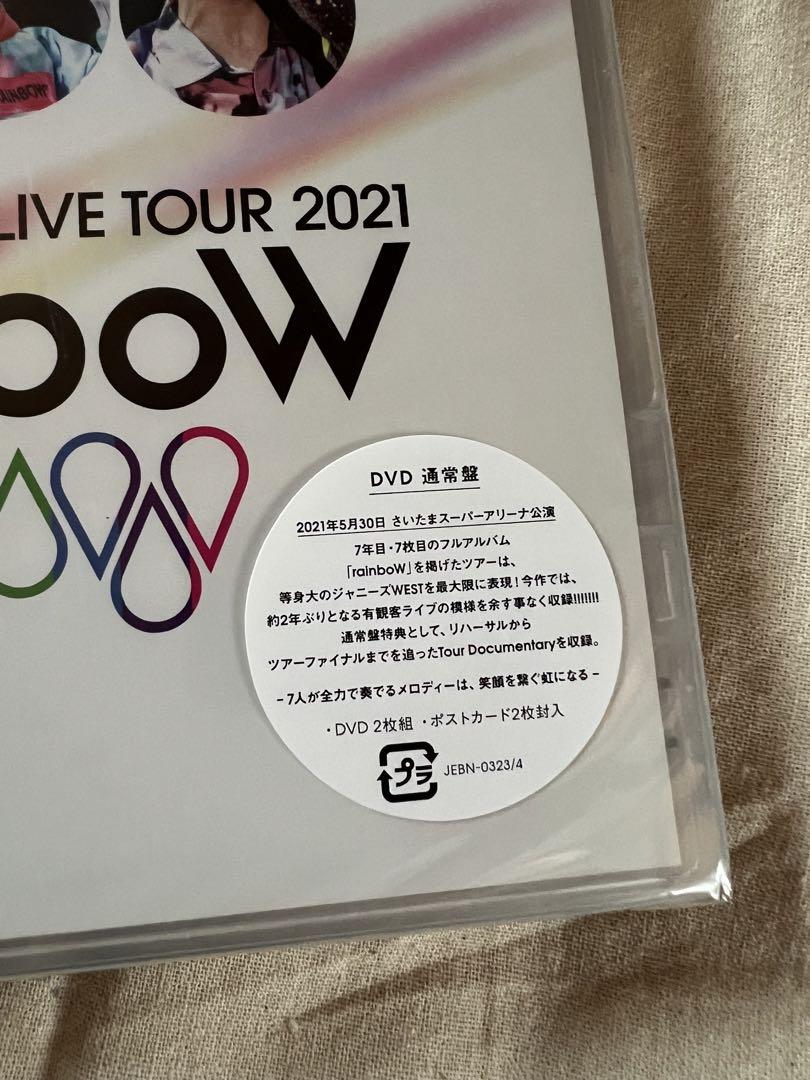 RAINBOW
LIVE TOUR 2021
ooW
DVD 通常盤
2021年5月30日 さいたまスーパーアリーナ公演
7年目・7枚目のフルアルバム
「rainboW」を掲げたツアーは、
等身大のジャニーズWESTを最大限に表現！今作では、
約2年ぶりとなる有観客ライブの模様を余す事なく収録!!!!!!!
通常盤特典として、リハーサルから
ツアーファイナルまでを追ったTour Documentaryを収録。
– 7人が全力で奏でるメロディーは、笑顔を繋ぐ虹になる –
・DVD 2枚組 ・ポストカード2枚封入
プラ JEBN-0323/4